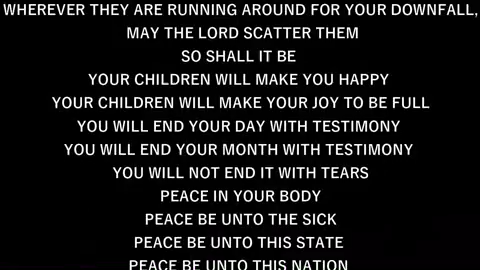 WHEREVER THEY ARE RUNNING AROUND FOR YOUR DOWNFALL,
MAY THE LORD SCATTER THEM
SO SHALL IT BE
YOUR CHILDREN WILL MAKE YOU HAPPY
YOUR CHILDREN WILL MAKE YOUR JOY TO BE FULL
YOU WILL END YOUR DAY WITH TESTIMONY
YOU WILL END YOUR MONTH WITH TESTIMONY
YOU WILL NOT END IT WITH TEARS
PEACE IN YOUR BODY
PEACE BE UNTO THE SICK
PEACE BE UNTO THIS STATE
PEACE BE UNTO THIS NATION